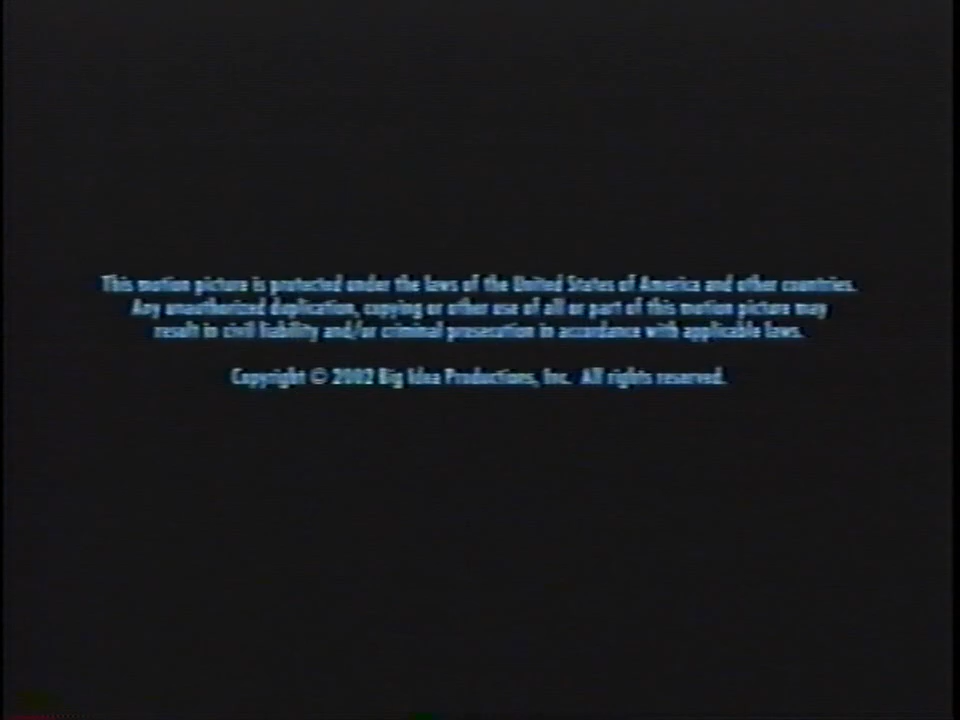 This motion picture is protected under the laws of the United States of America and other countries.
Any unauthorized duplication, copying or other use of all or part of this motion picture may
result in civil liability and/or criminal prosecution in accordance with applicable laws.
Copyright © 2002 Big Idea Productions, Inc. All rights reserved.